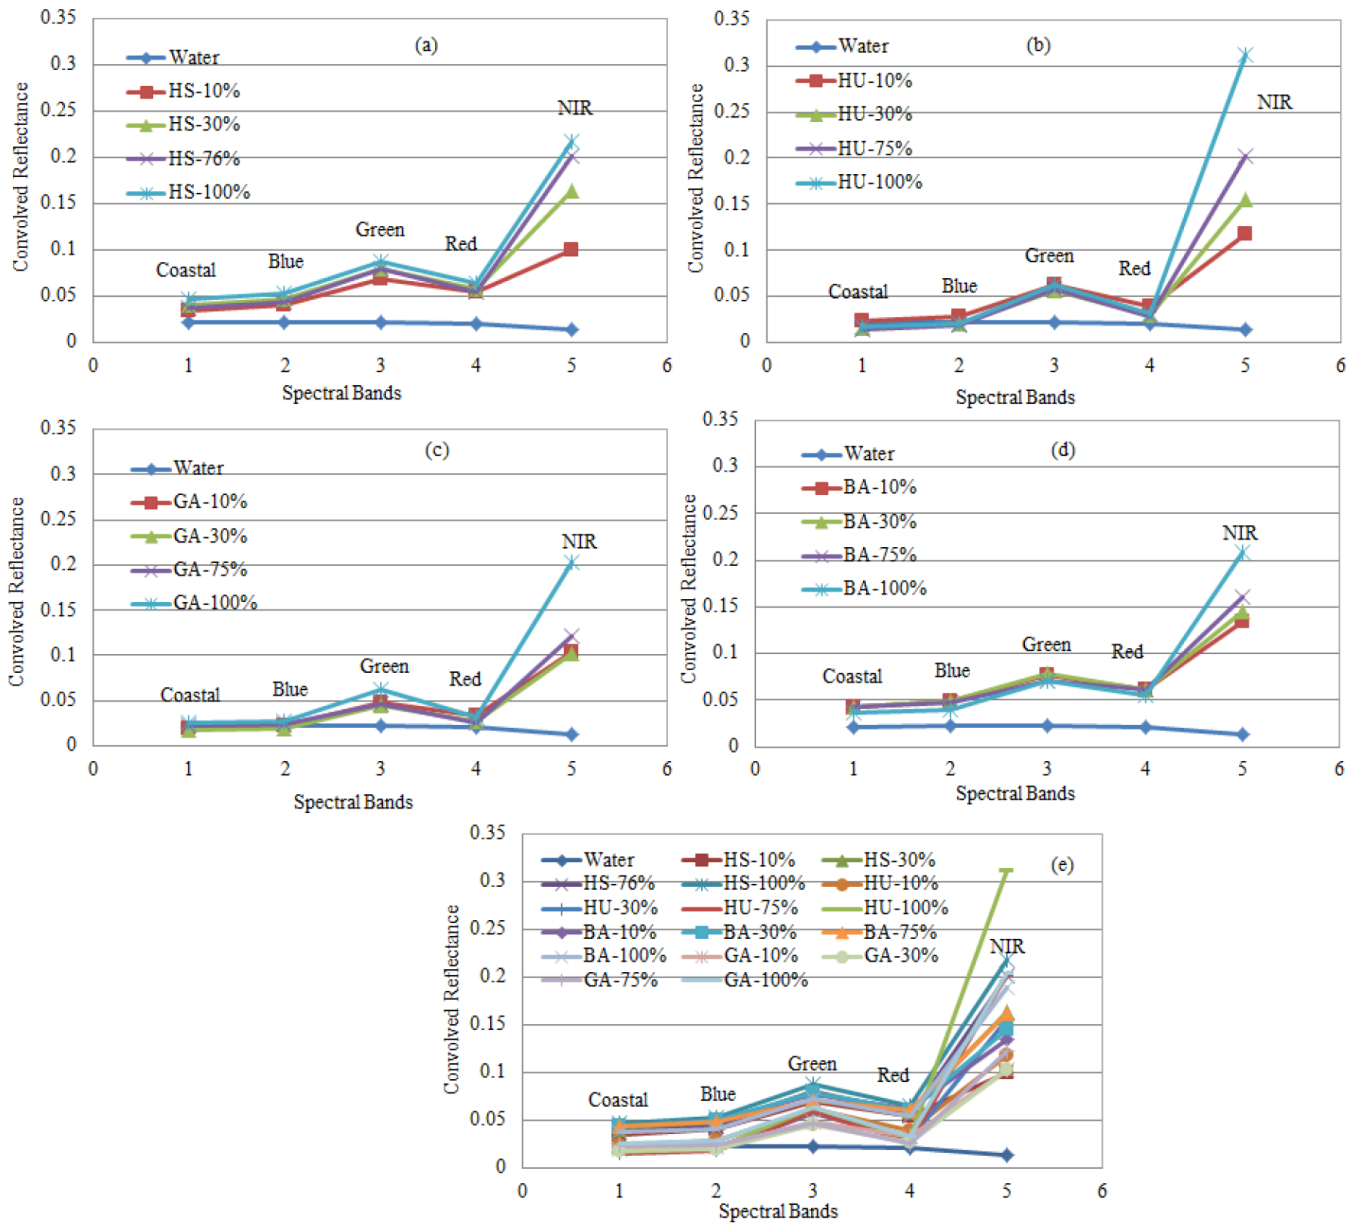 (a)
0.35
0.3
0.25
0.2
0.15
0.1
0.05
0
Convolved Reflectance
Water
HS-10%
HS-30%
HS-76%
HS-100%
Coastal
Blue
Green
Red
NIR
0 1 2 3 4 5 6
Spectral Bands
(b)
0.35
0.3
0.25
0.2
0.15
0.1
0.05
0
Convolved Reflectance
Water
HU-10%
HU-30%
HU-75%
HU-100%
Coastal
Blue
Green
Red
NIR
0 1 2 3 4 5 6
Spectral Bands
(c)
0.35
0.3
0.25
0.2
0.15
0.1
0.05
0
Convolved Reflectance
Water
GA-10%
GA-30%
GA-75%
GA-100%
Coastal
Blue
Green
Red
NIR
0 1 2 3 4 5 6
Spectral Bands
(d)
0.35
0.3
0.25
0.2
0.15
0.1
0.05
0
Convolved Reflectance
Water
BA-10%
BA-30%
BA-75%
BA-100%
Coastal
Blue
Green
Red
NIR
0 1 2 3 4 5 6
Spectral Bands
(e)
0.35
0.3
0.25
0.2
0.15
0.1
0.05
0
Convolved Reflectance
Water HS-10% HS-30%
HS-76% HS-100% HU-10%
HU-30% HU-75% HU-100%
BA-10% BA-30% BA-75%
BA-100% GA-10% GA-30%
GA-75% GA-100%
Coastal
Blue
Green
Red
NIR
0 1 2 3 4 5 6
Spectral Bands